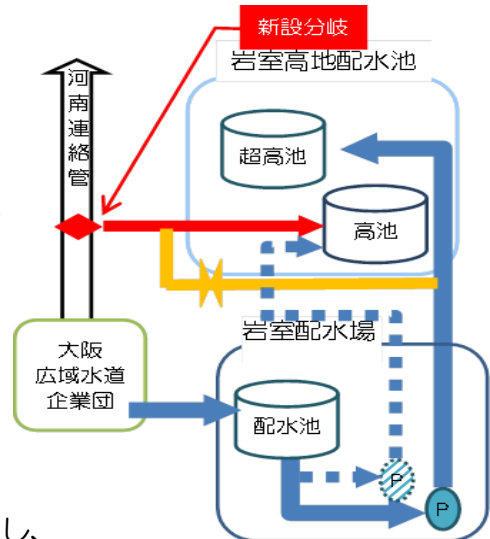 新設分岐
岩室高地配水池
河南連絡管
超高池
高池
岩室配水場
大阪
広域水道
企業団
配水池
P
P
し、